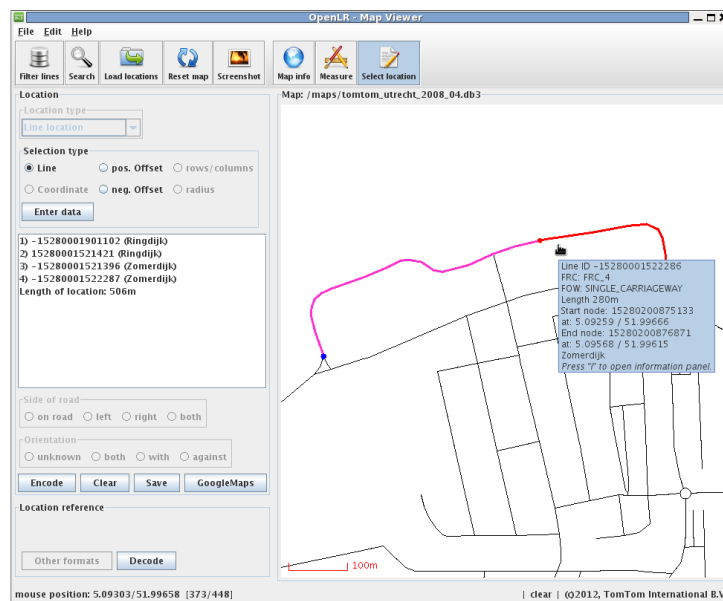 OpenLR - Map Viewer
File Edit Help
Filter lines Search Load locations Reset map Screenshot Map info Measure Select location
Location
Location type
Line location
Selection type
Line pos. Offset rows/columns
Coordinate neg. Offset radius
Enter data
1) -15280001901102 (Ringdijk)
2) 15280001521421 (Ringdijk)
3) -15280001521396 (Zomerdijk)
4) -15280001522287 (Zomerdijk)
Length of location: 506m
Side of road
on road left right both
Orientation
unknown both with against
Encode Clear Save GoogleMaps
Location reference
Other formats Decode
Map: /maps/tomtom_utrecht_2008_04.db3
Line ID -15280001522286
FRC: FRC_4
FOW: SINGLE_CARRIAGEWAY
Length 280m
Start node: 15280200875133
at: 5.09259 / 51.99666
End node: 15280200876871
at: 5.09568 / 51.99615
Zomerdijk
Press "i" to open information panel.
100m
mouse position: 5.09303/51.99658 [373/448] | clear | (c)2012, TomTom International B.V.